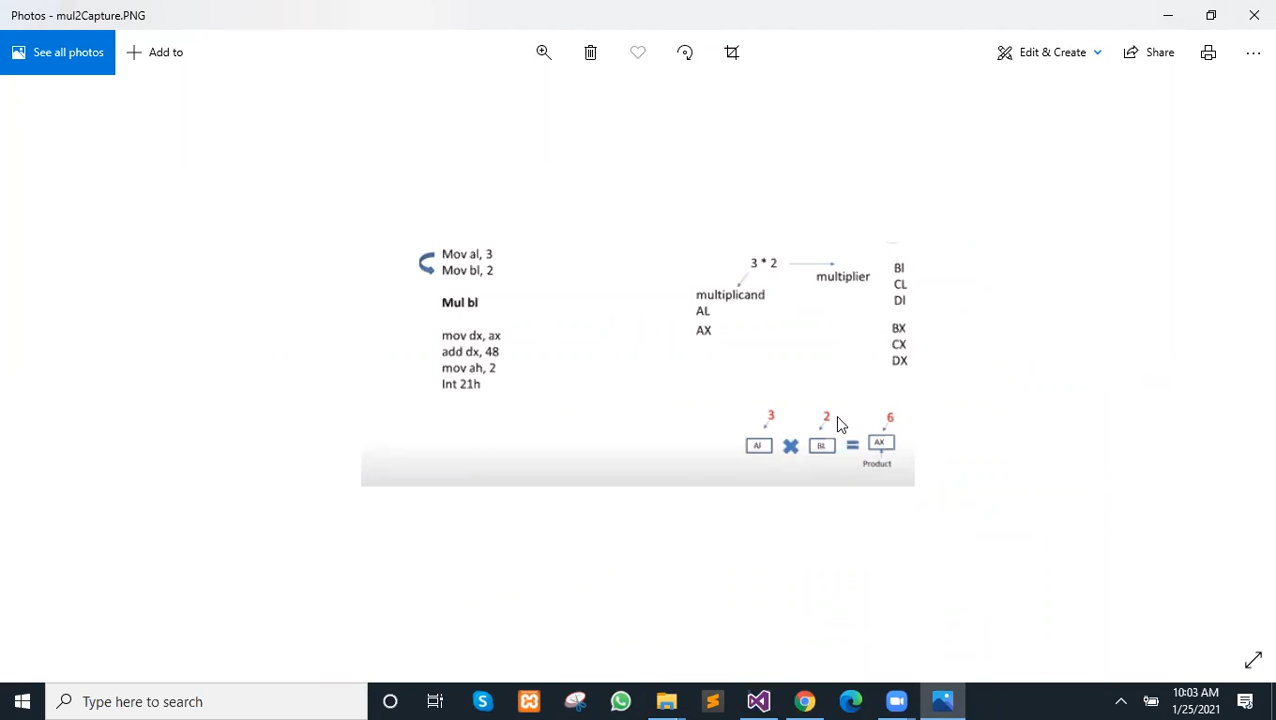 Photos - mul2Capture.PNG
See all photos
Add to
Edit & Create
Share
Mov al, 3
Mov bl, 2
Mul bl
mov dx, ax
add dx, 48
mov ah, 2
Int 21h
3 * 2
multiplier
multiplicand
AL
AX
Bl
CL
Dl
BX
CX
DX
3
2
6
Al
BL
=
AX
Product
Type here to search
10:03 AM
1/25/2021